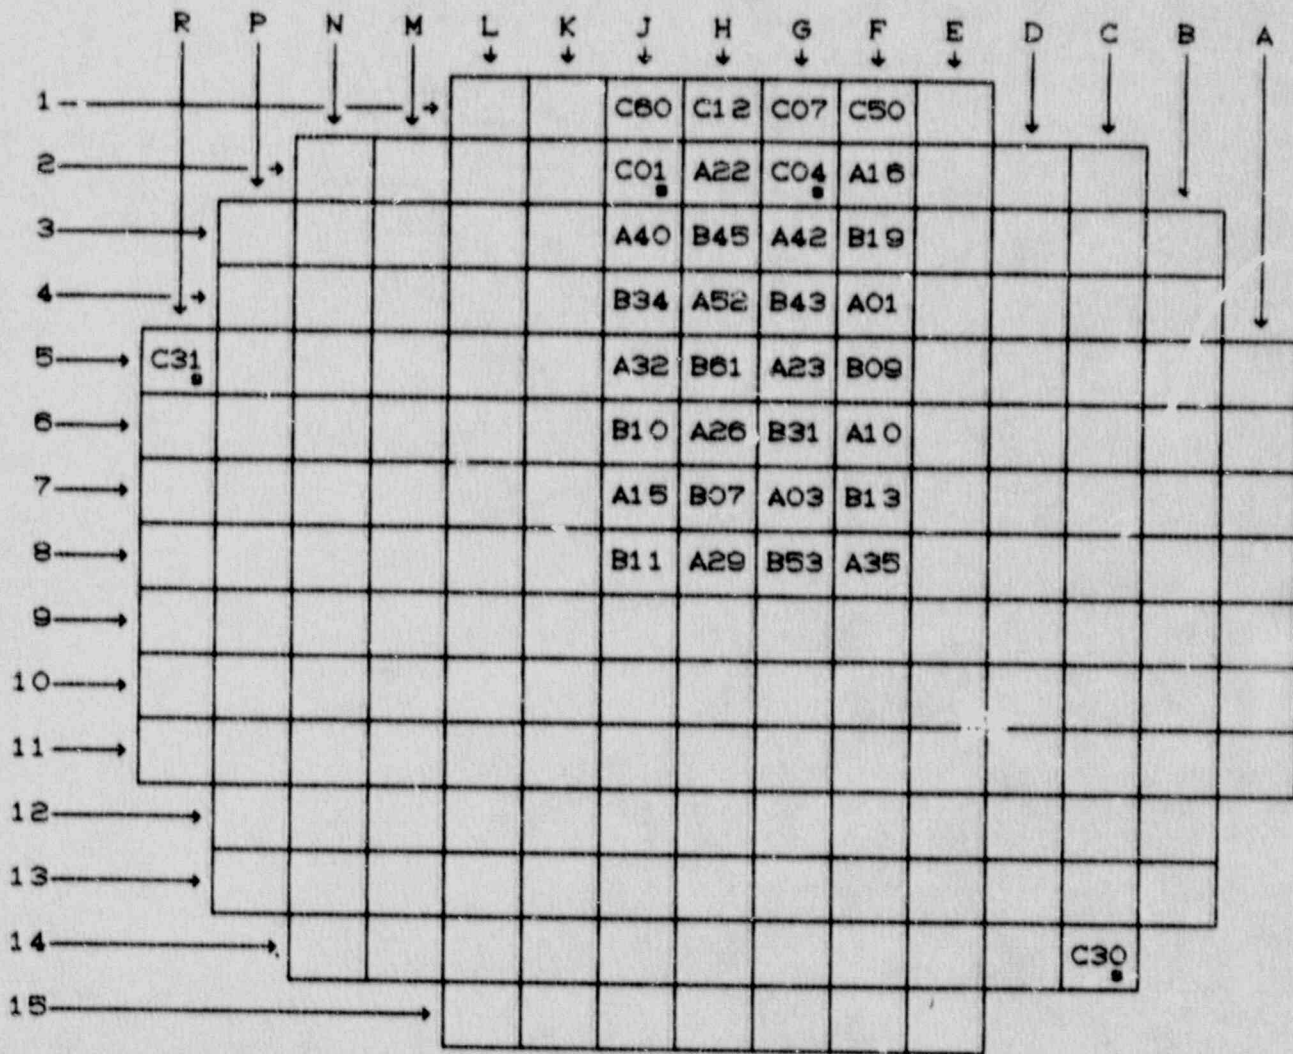 R P N M L K J H G F E D C B A
1 C60 C12 C07 C50
2 C01 A22 C04 A16
s s
3 A40 B45 A42 B19
4 B34 A52 B43 A01
5 C31 A32 B61 A23 B09
s
6 B10 A26 B31 A10
7 A15 B07 A03 B13
8 B11 A29 B53 A35
9
10
11
12
13
14 C30
s
15